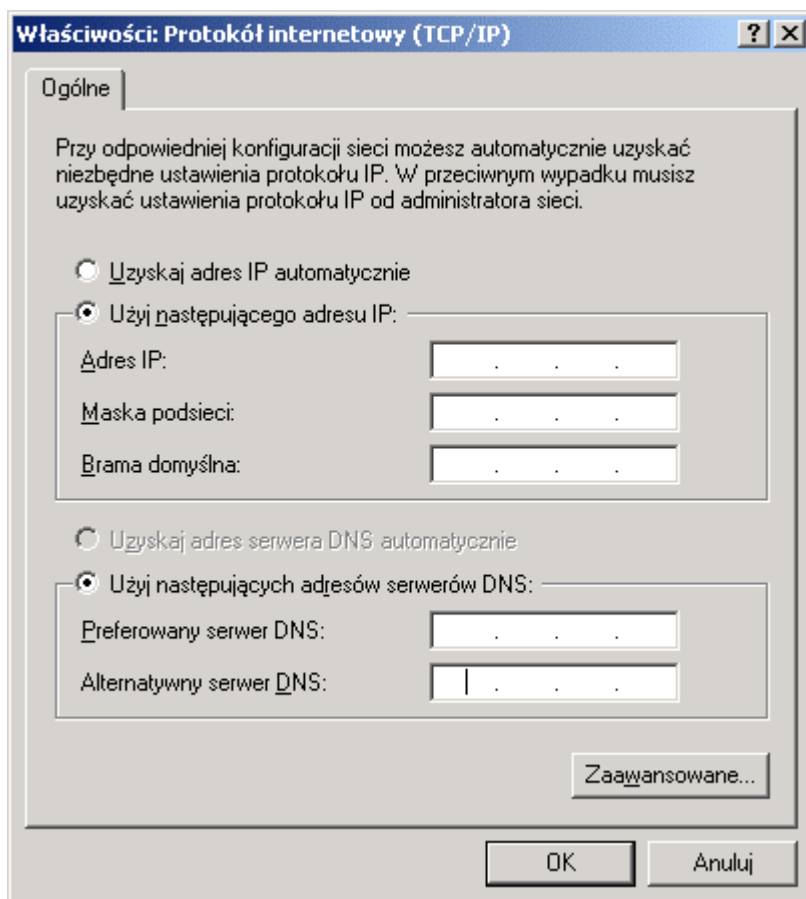 Właściwości: Protokół internetowy (TCP/IP)
Ogólne
Przy odpowiedniej konfiguracji sieci możesz automatycznie uzyskać
niezbędne ustawienia protokołu IP. W przeciwnym wypadku musisz
uzyskać ustawienia protokołu IP od administratora sieci.
Uzyskaj adres IP automatycznie
Użyj następującego adresu IP:
Adres IP:
Maska podsieci:
Brama domyślna:
Uzyskaj adres serwera DNS automatycznie
Użyj następujących adresów serwerów DNS:
Preferowany serwer DNS:
Alternatywny serwer DNS:
Zaawansowane...
OK Anuluj